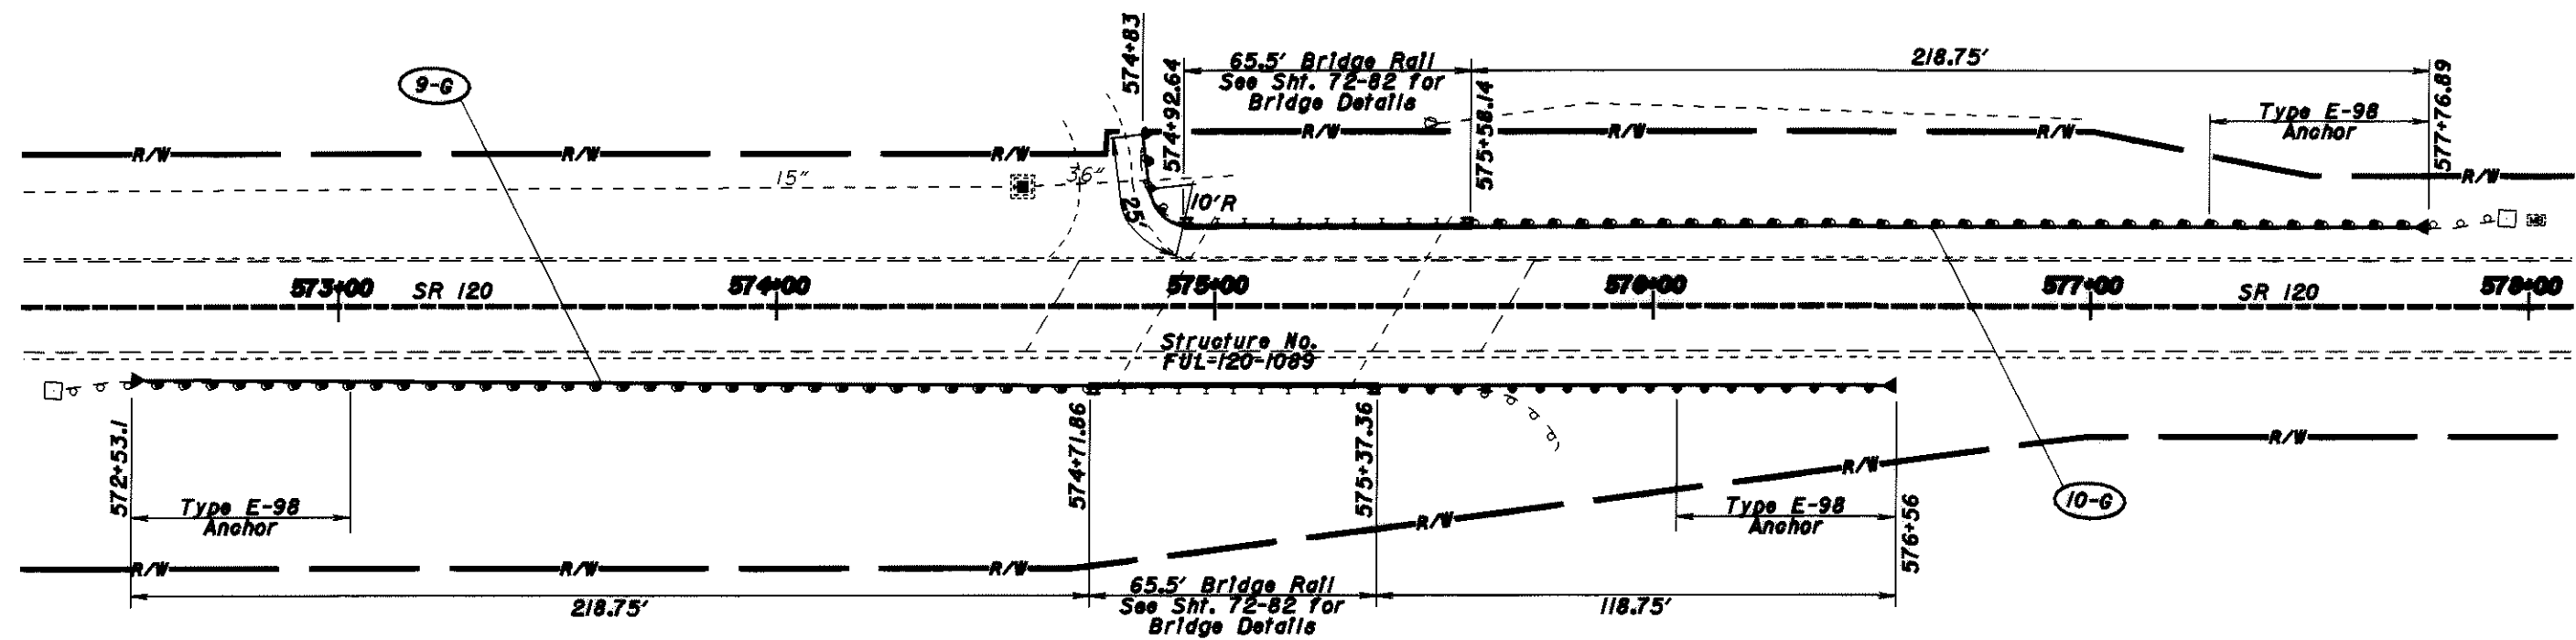 9-G
574+83
574+92.64
65.5' Bridge Rail
See Sht. 72-82 for
Bridge Details
575+58.14
218.75'
Type E-98
Anchor
577+76.89
R/W
R/W
R/W
R/W
R/W
R/W
R/W
15"
36"
25'
10'R
573+00
SR 120
574+00
575+00
576+00
577+00
SR 120
578+00
Structure No.
FUL-120-1089
572+53.1
Type E-98
Anchor
574+71.86
575+37.36
Type E-98
Anchor
576+56
10-G
R/W
R/W
R/W
R/W
R/W
R/W
218.75'
65.5' Bridge Rail
See Sht. 72-82 for
Bridge Details
118.75'